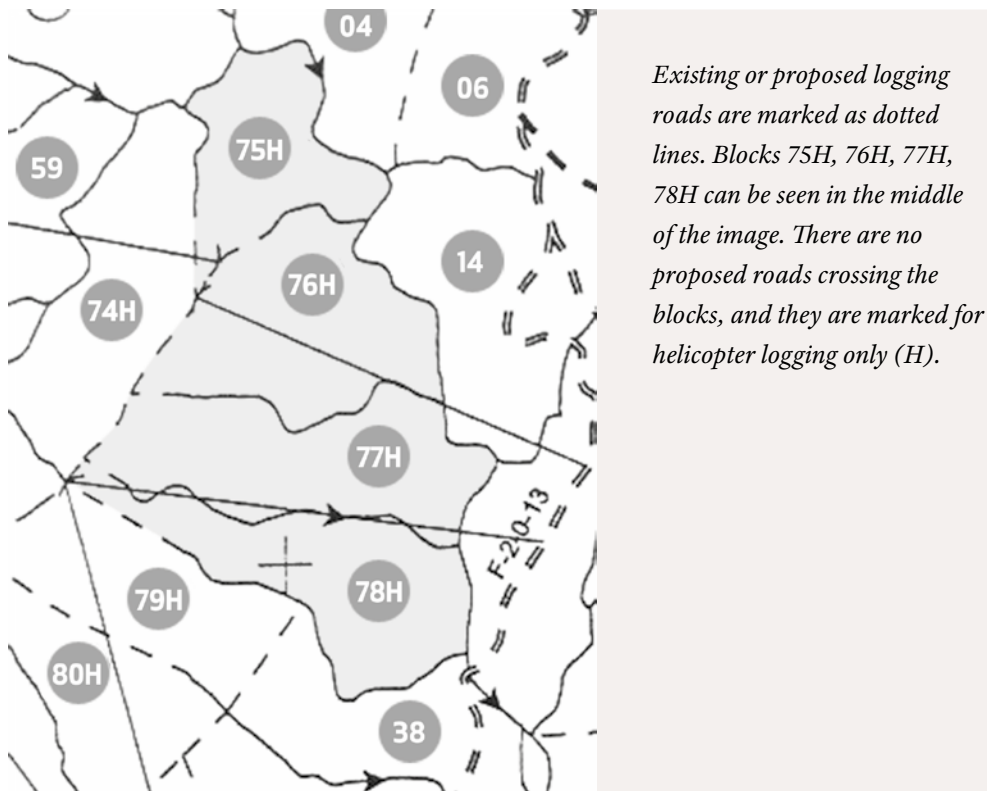 04
06
75H
59
14
76H
74H
77H
F-2-0-13
78H
79H
80H
38
Existing or proposed logging
roads are marked as dotted
lines. Blocks 75H, 76H, 77H,
78H can be seen in the middle
of the image. There are no
proposed roads crossing the
blocks, and they are marked for
helicopter logging only (H).